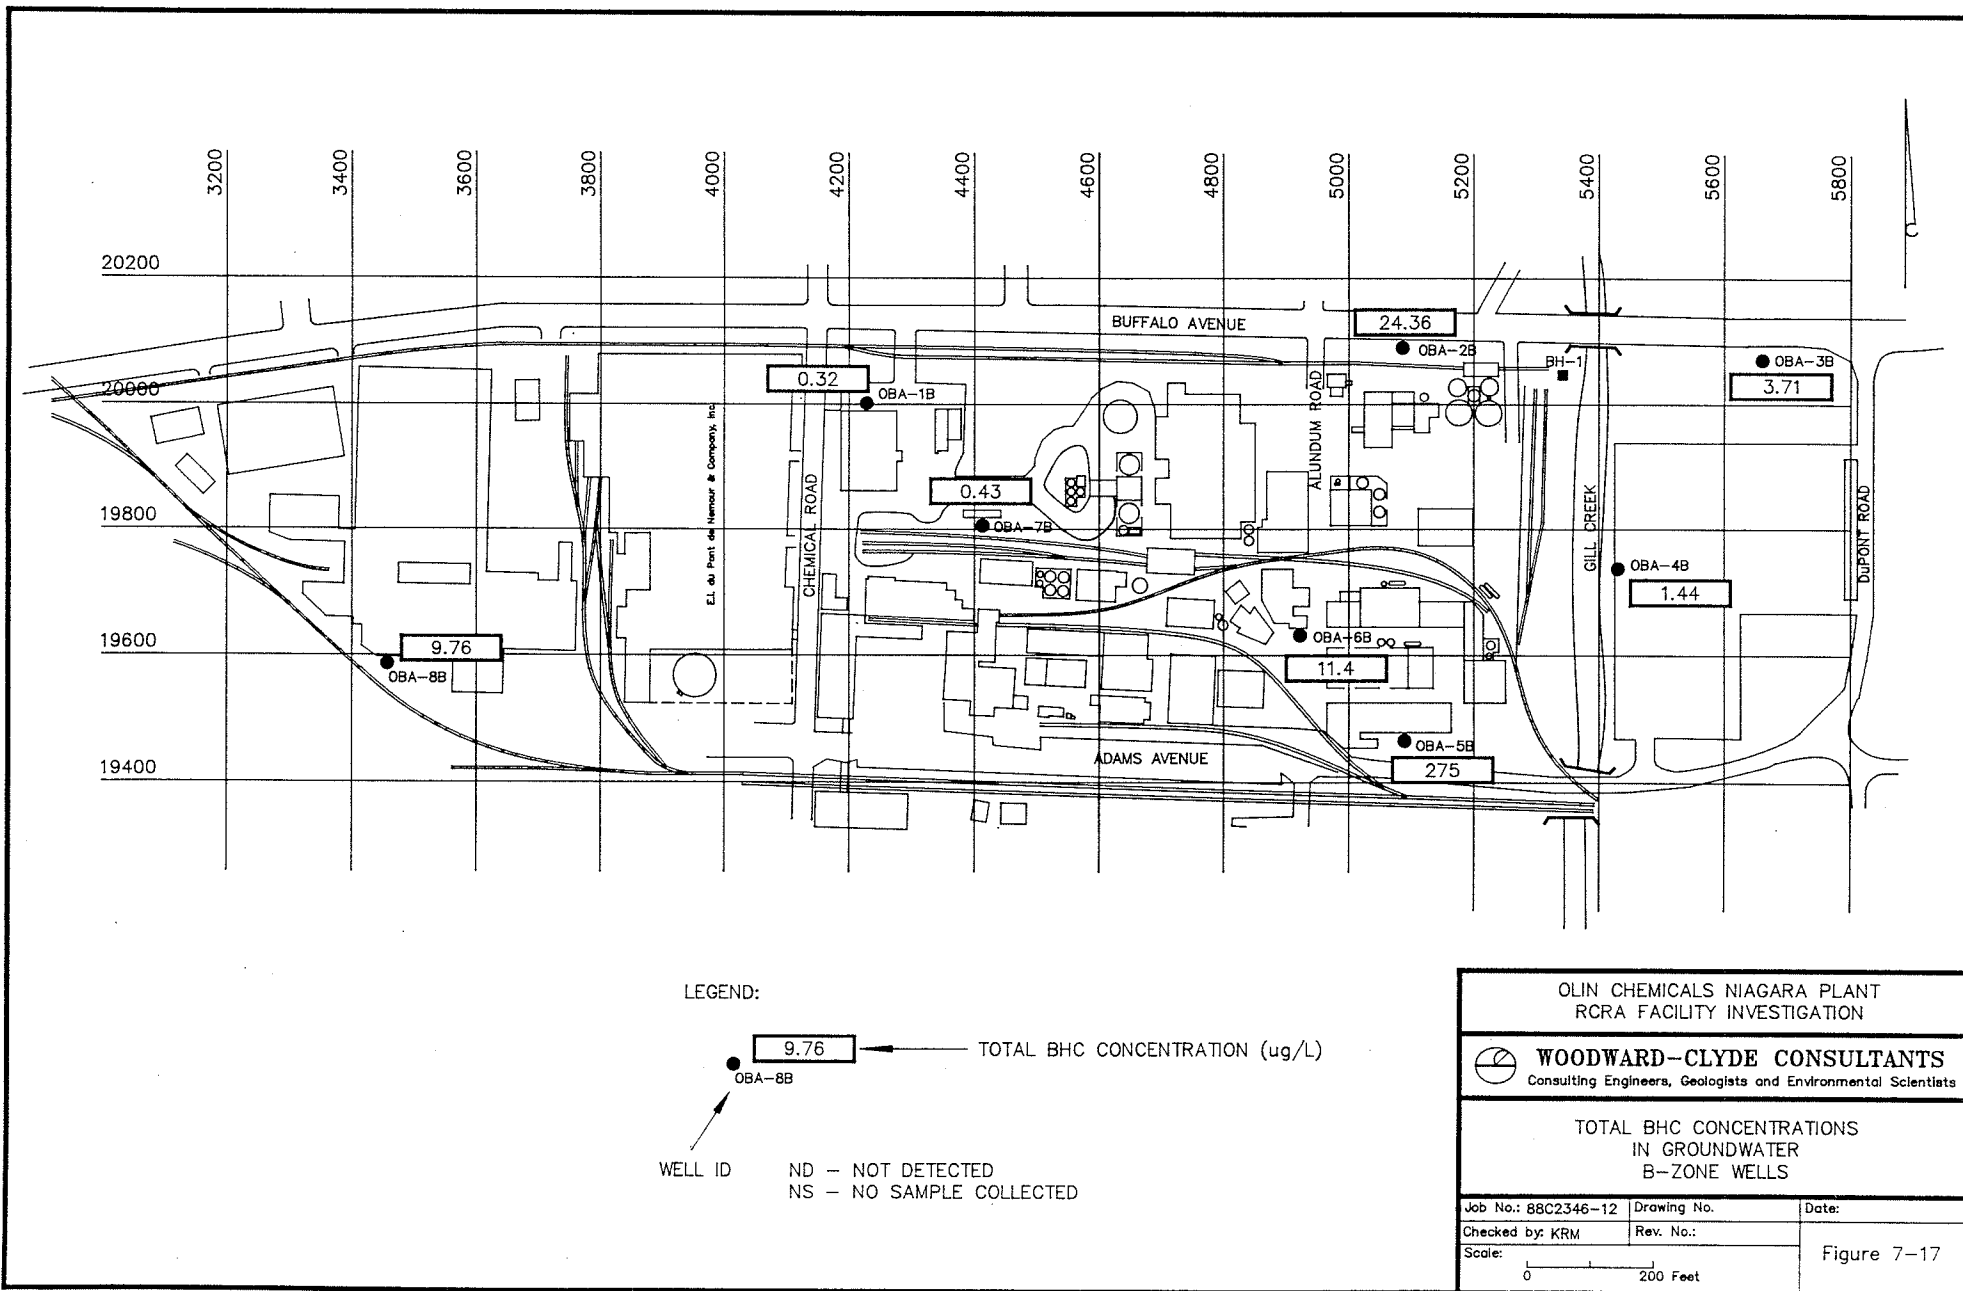 3200
3400
3600
3800
4000
4200
4400
4600
4800
5000
5200
5400
5600
5800
20200
20000
19800
19600
19400
BUFFALO AVENUE
24.36
OBA-2B
BH-1
OBA-3B
3.71
0.32
OBA-1B
ALUNDUM ROAD
E.I. du Pont de Nemour & Company, Inc.
CHEMICAL ROAD
0.43
OBA-7B
GILL CREEK
DuPONT ROAD
OBA-4B
1.44
9.76
OBA-8B
OBA-6B
11.4
OBA-5B
275
ADAMS AVENUE
LEGEND:
9.76
TOTAL BHC CONCENTRATION (ug/L)
OBA-8B
WELL ID
ND - NOT DETECTED
NS - NO SAMPLE COLLECTED
OLIN CHEMICALS NIAGARA PLANT
RCRA FACILITY INVESTIGATION
WOODWARD-CLYDE CONSULTANTS
Consulting Engineers, Geologists and Environmental Scientists
TOTAL BHC CONCENTRATIONS
IN GROUNDWATER
B-ZONE WELLS
Job No.: 88C2346-12
Drawing No.
Date:
Checked by: KRM
Rev. No.:
Scale:
0
200 Feet
Figure 7-17